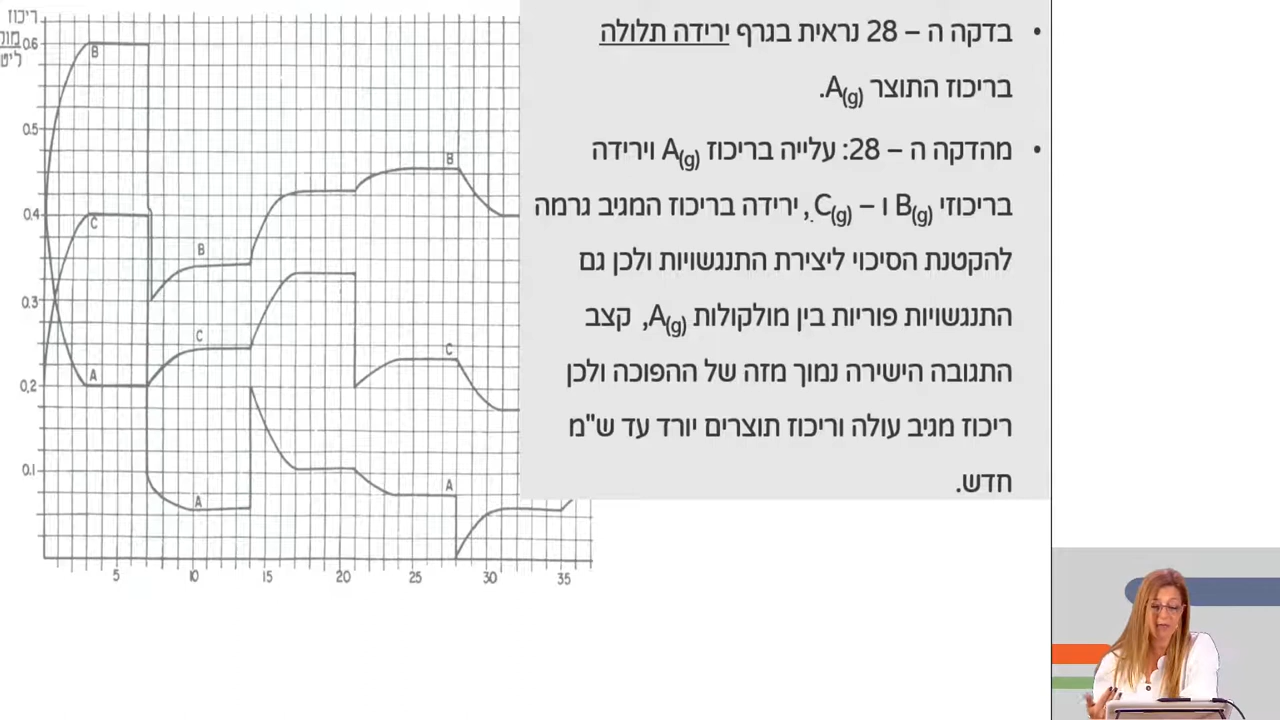 • בדקה ה – 28 נראית בגרף ירידה תלולה
בריכוז התוצר A(g).
• מהדקה ה – 28: עלייה בריכוז A(g) וירידה
בריכוזי B(g) ו – C(g), ירידה בריכוז המגיב גרמה
להקטנת הסיכוי ליצירת התנגשויות ולכן גם
התנגשויות פוריות בין מולקולות A(g), קצב
התגובה הישירה נמוך מזה של ההפוכה ולכן
ריכוז מגיב עולה וריכוז תוצרים יורד עד ש"מ
חדש.
ריכוז
0.6
0.5
0.4
0.3
0.2
0.1
B
C
A
B
C
A
B
C
A
5 10 15 20 25 30 35